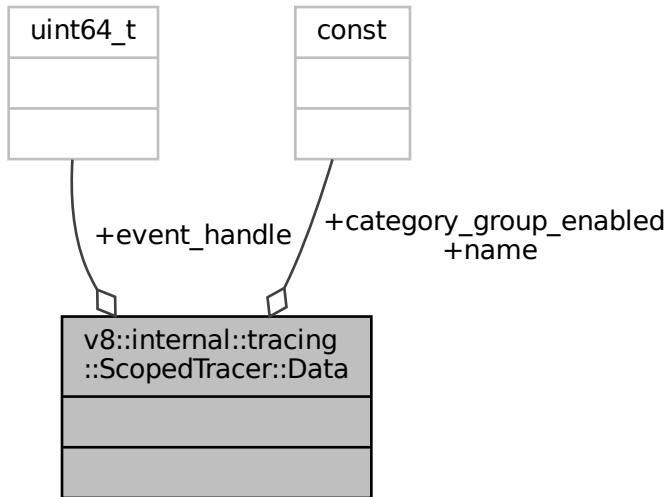 uint64_t
const
+event_handle
+category_group_enabled
+name
v8::internal::tracing
::ScopedTracer::Data